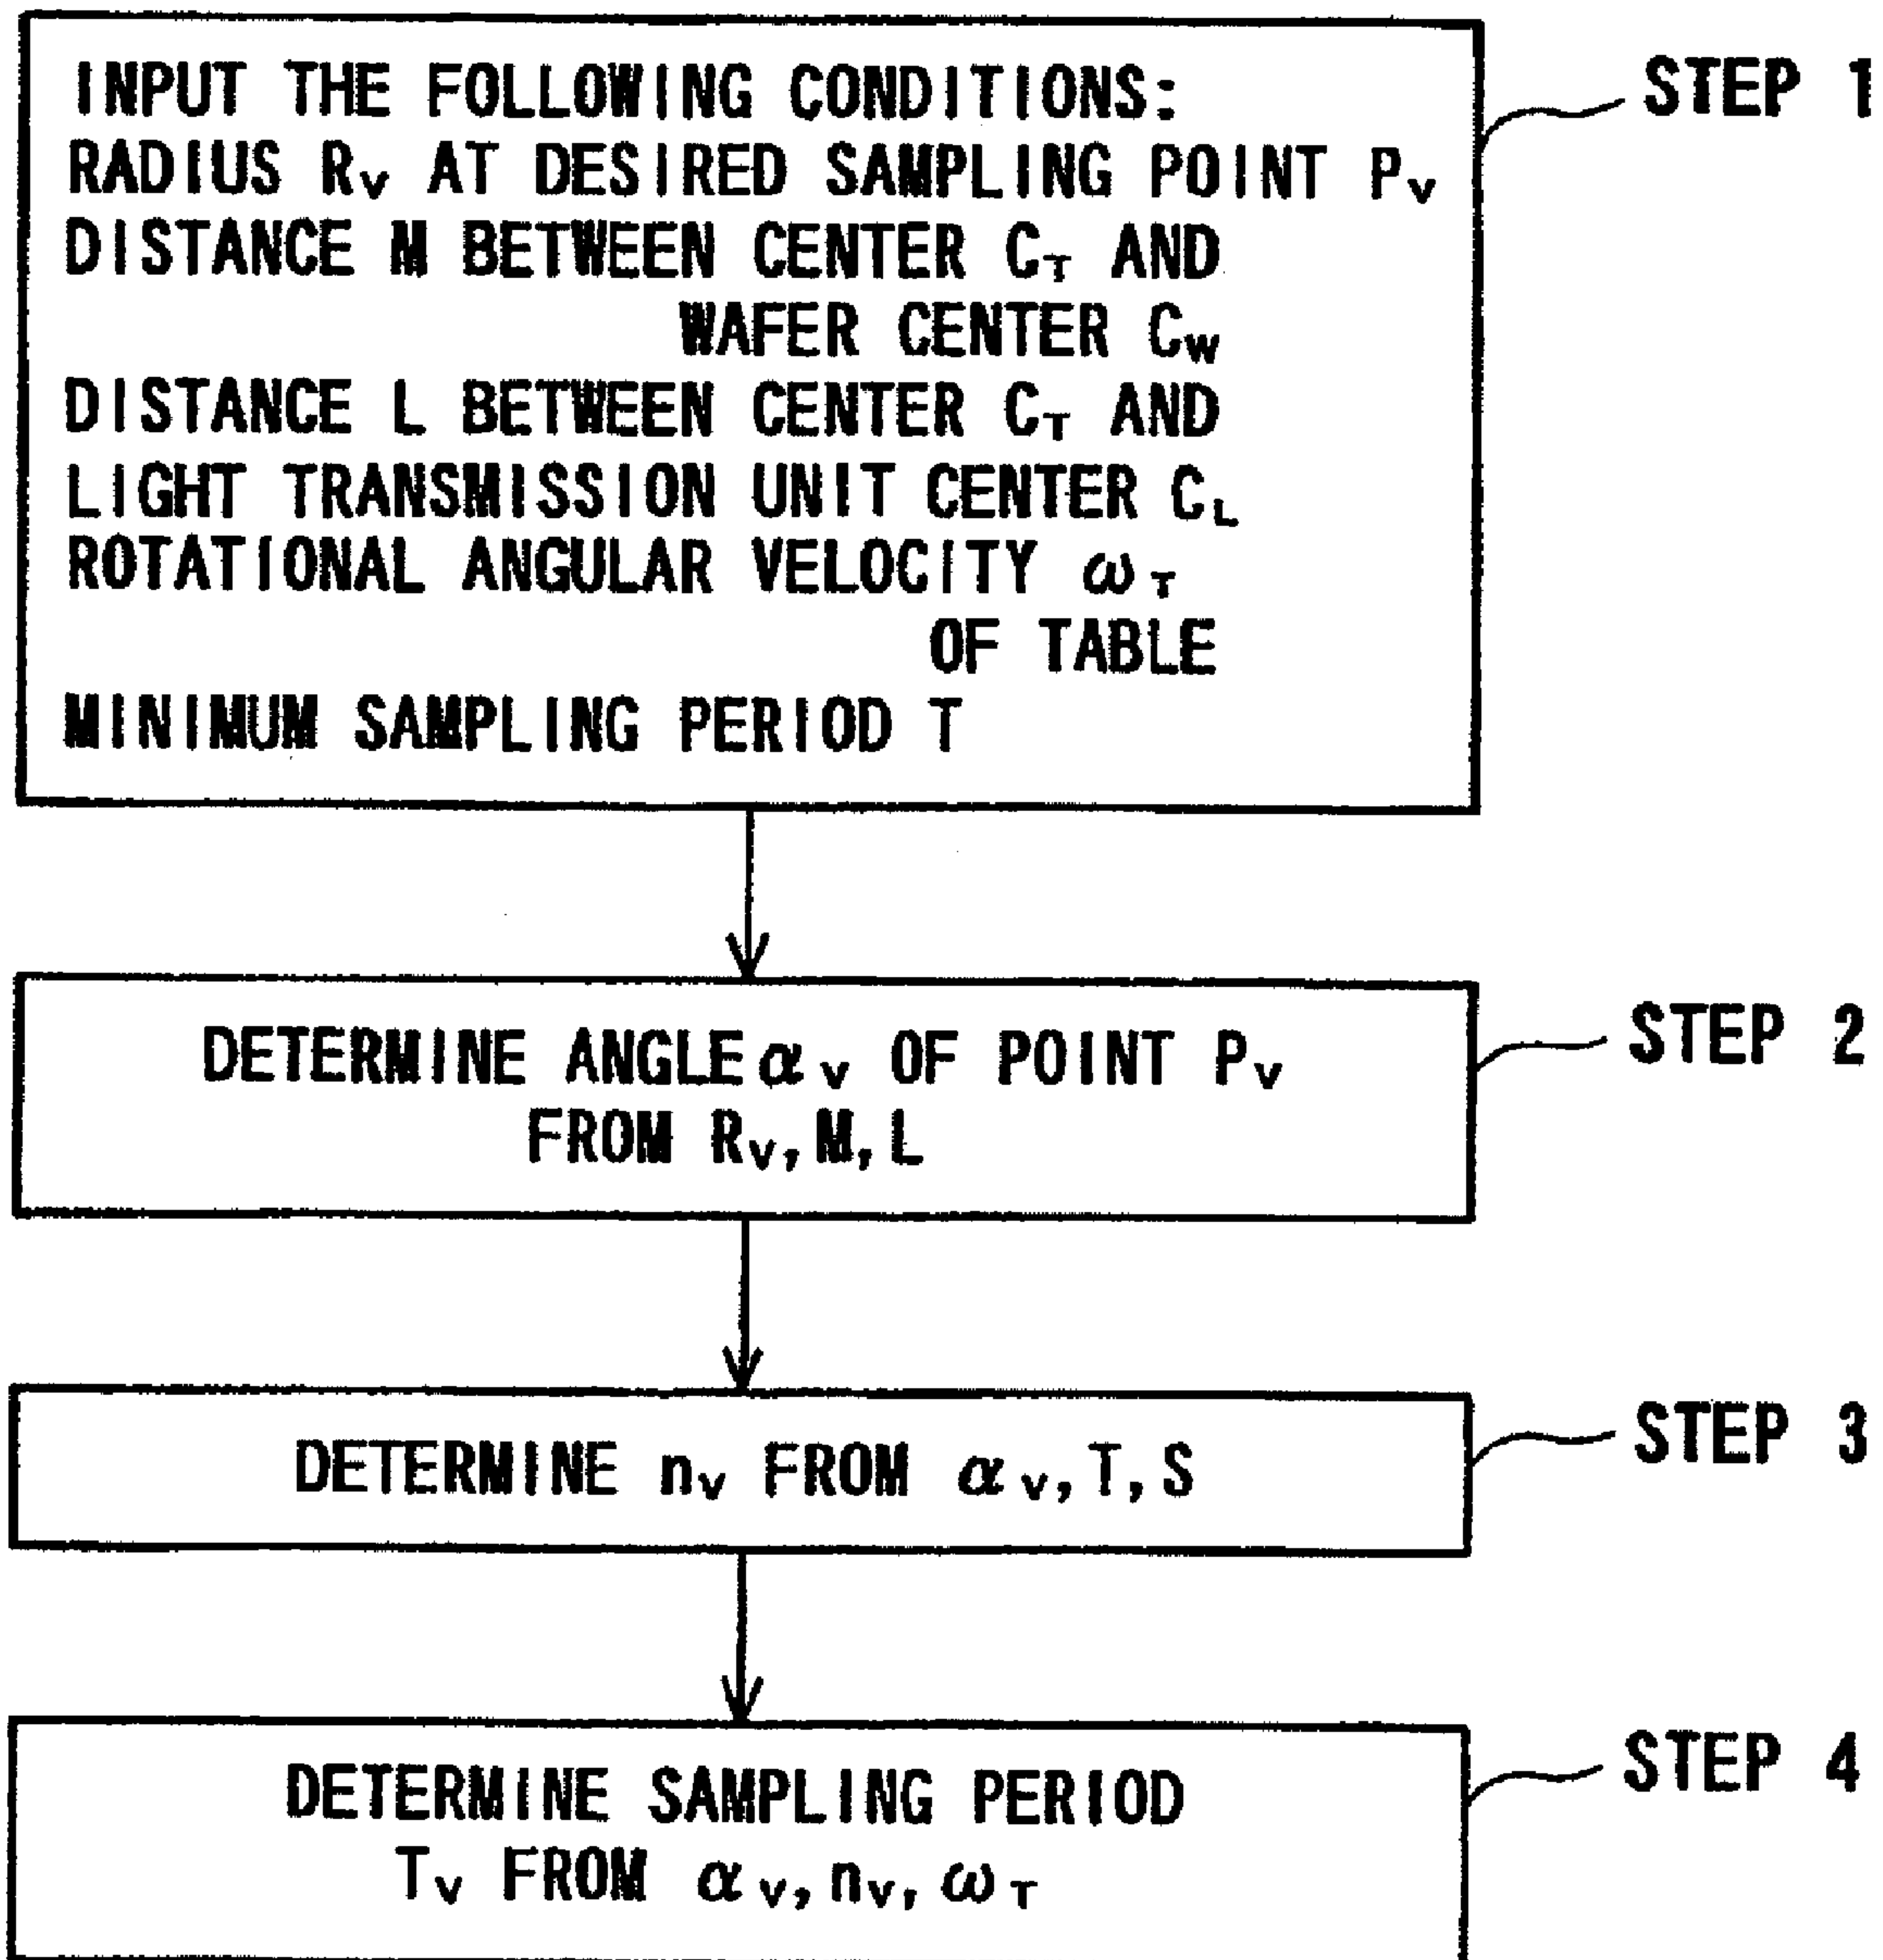 INPUT THE FOLLOWING CONDITIONS:
STEP 1
RADIUS Rv AT DESIRED SAMPLING POINT Pv
DISTANCE M BETWEEN CENTER CT AND
WAFER CENTER CW
DISTANCE L BETWEEN CENTER CT AND
LIGHT TRANSMISSION UNIT CENTER CL
ROTATIONAL ANGULAR VELOCITY ωT
OF TABLE
MINIMUM SAMPLING PERIOD T
DETERMINE ANGLE αv OF POINT Pv
STEP 2
FROM Rv, M, L
DETERMINE nv FROM αv, T, S
STEP 3
DETERMINE SAMPLING PERIOD
STEP 4
Tv FROM αv, nv, ωT